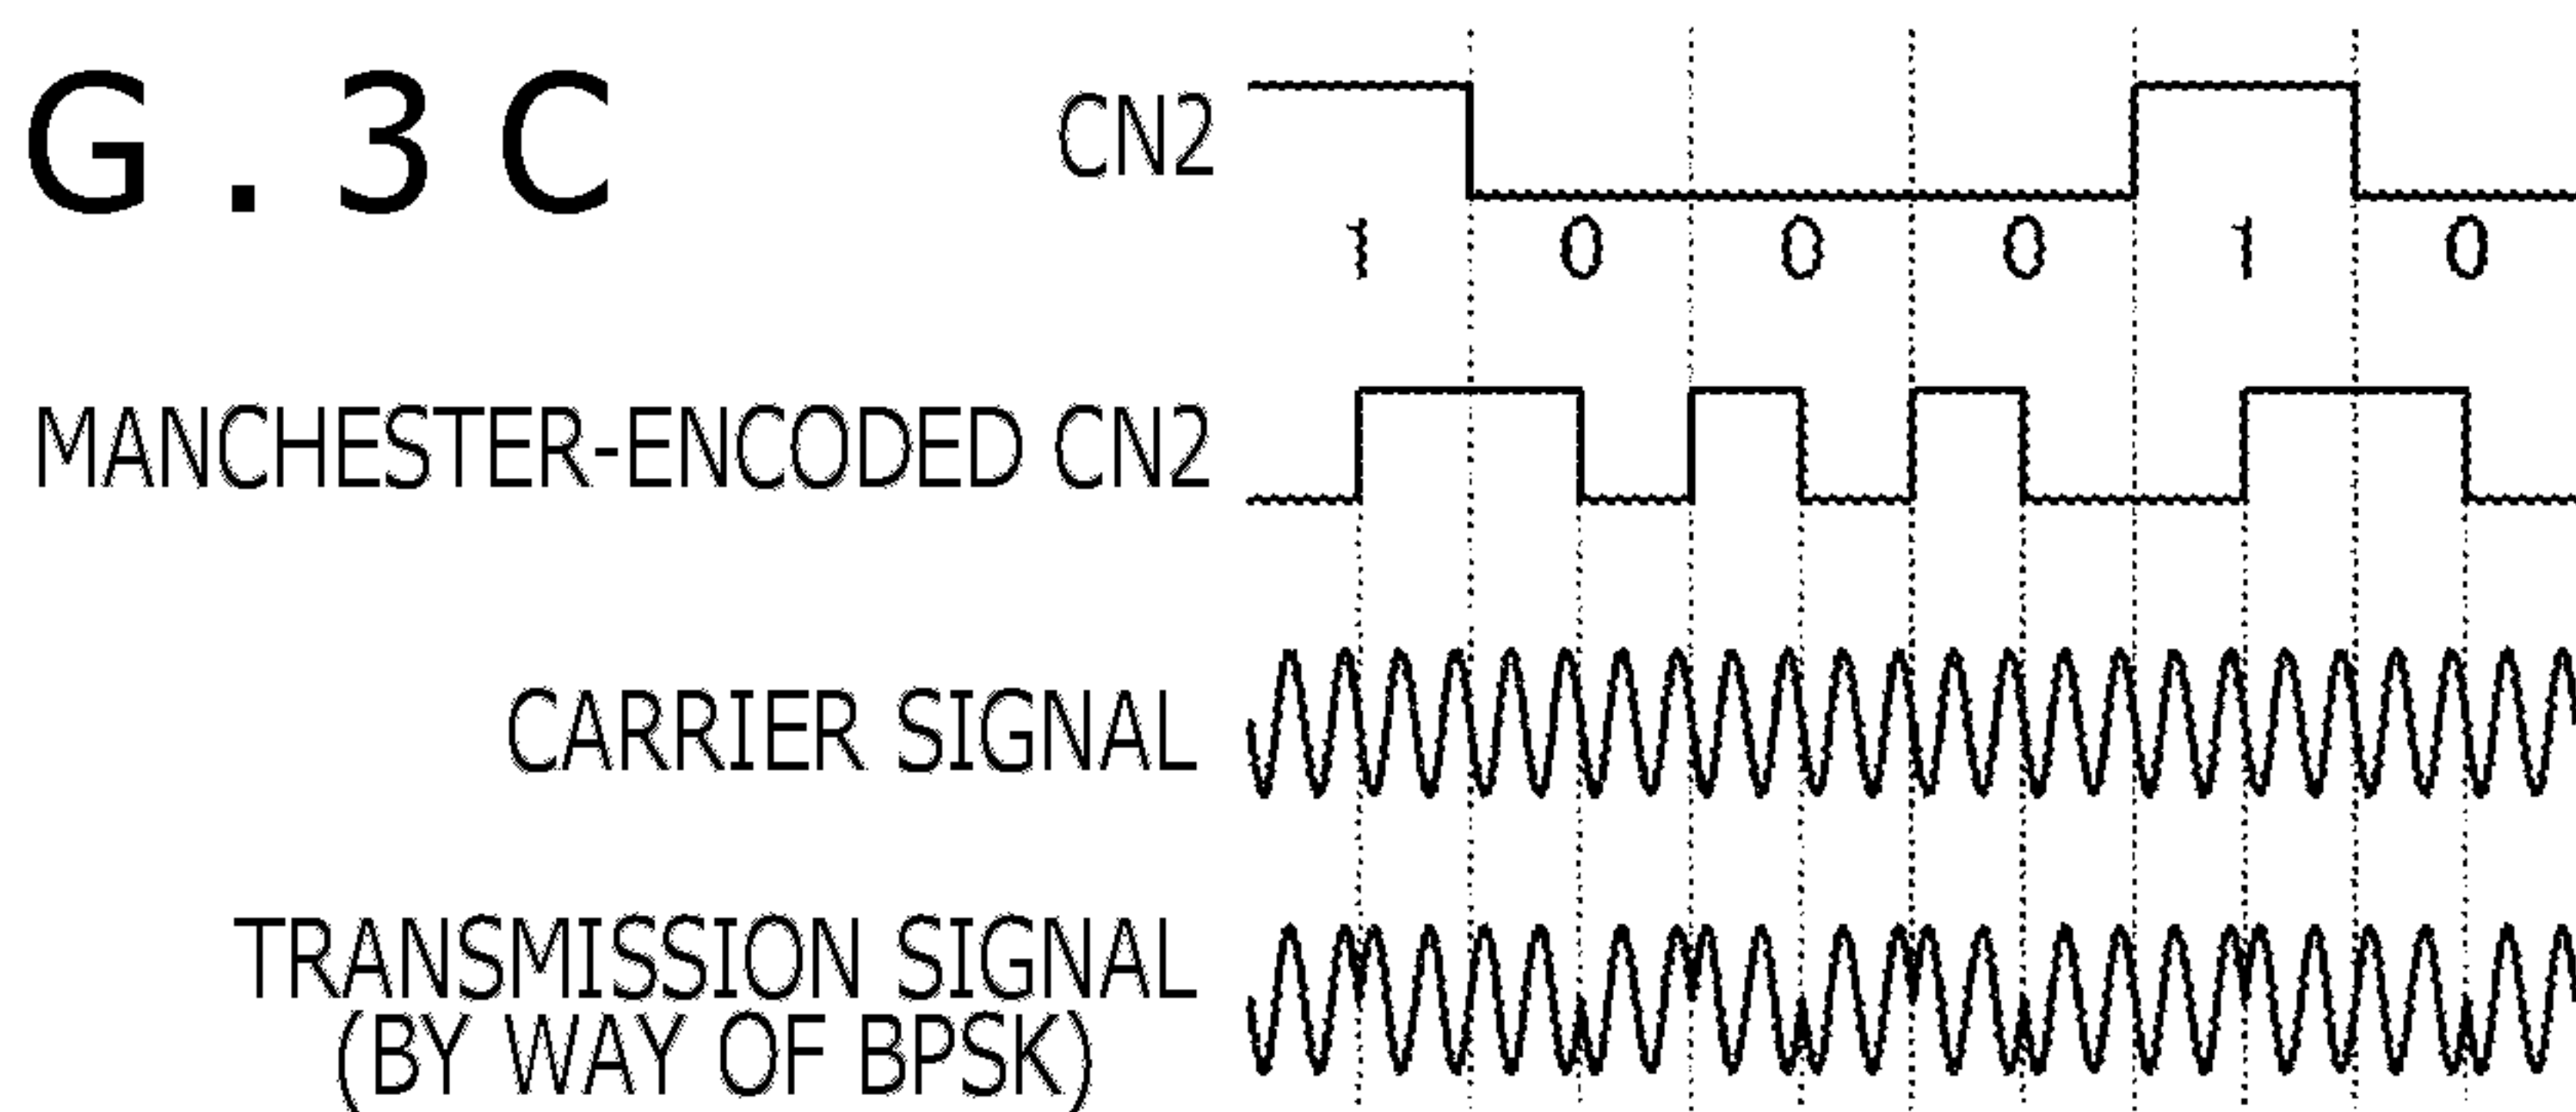 G.3C
CN2
1 0 0 0 1 0
MANCHESTER-ENCODED CN2
CARRIER SIGNAL
TRANSMISSION SIGNAL
(BY WAY OF BPSK)